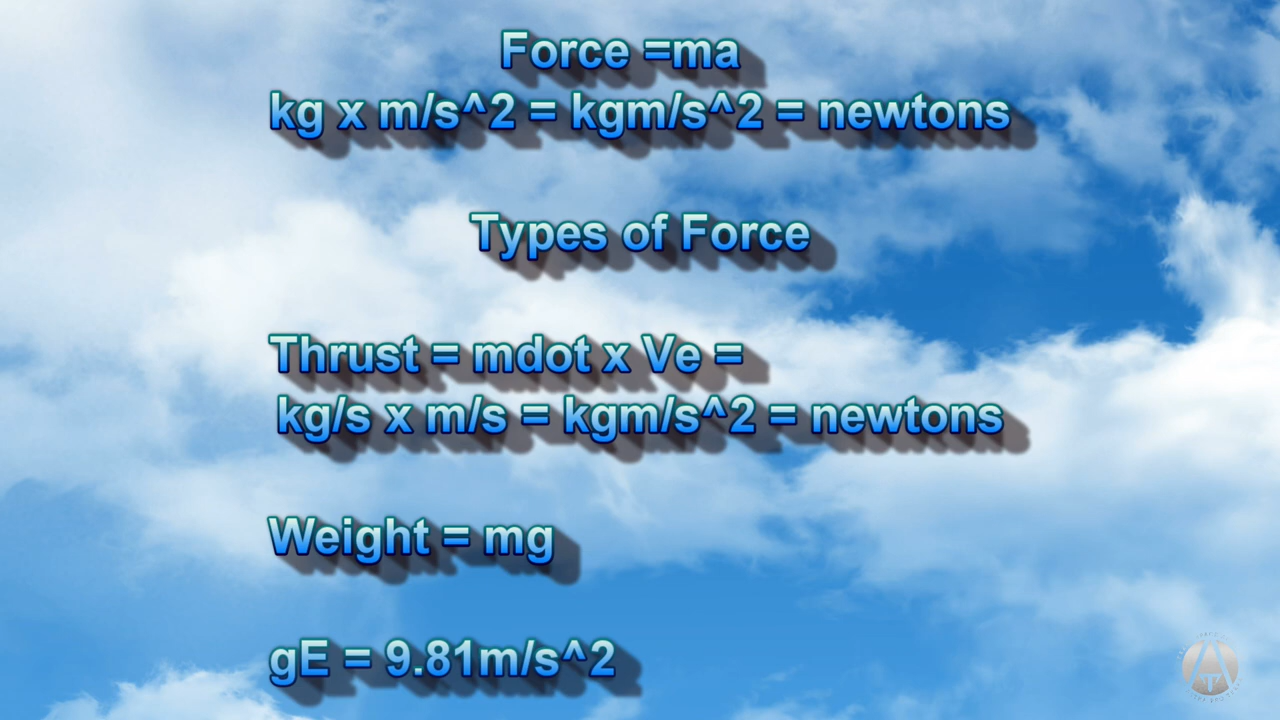 Force =ma
kg x m/s^2 = kgm/s^2 = newtons
Types of Force
Thrust = mdot x Ve =
kg/s x m/s = kgm/s^2 = newtons
Weight = mg
gE = 9.81m/s^2